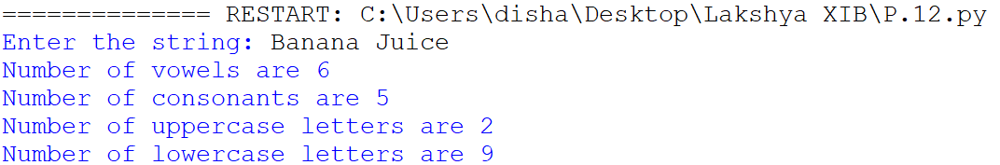 ============== RESTART: C:\Users\disha\Desktop\Lakshya XIB\P.12.py
Enter the string: Banana Juice
Number of vowels are 6
Number of consonants are 5
Number of uppercase letters are 2
Number of lowercase letters are 9